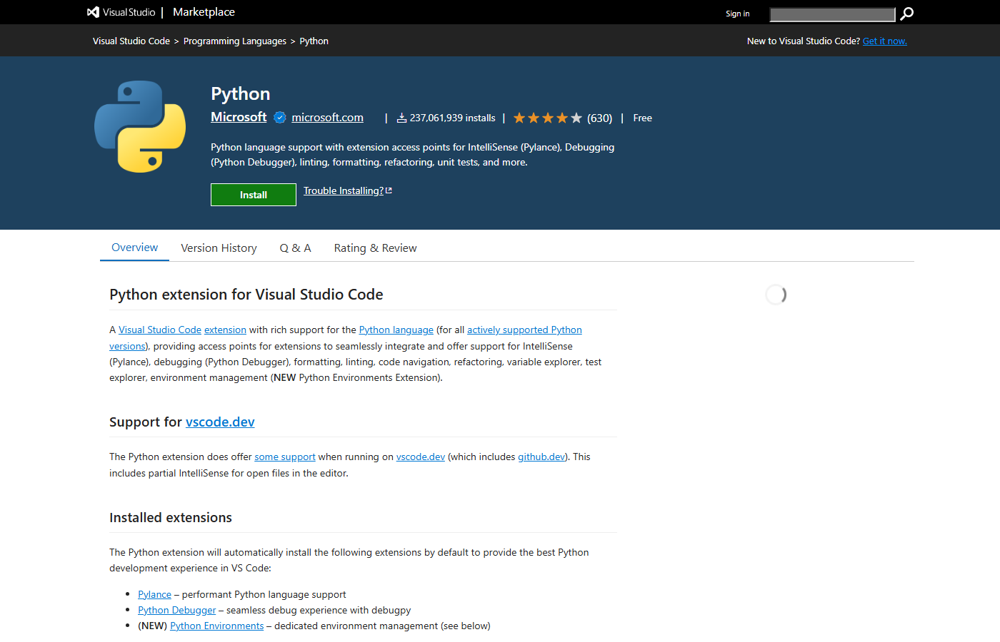 Visual Studio | Marketplace
Sign in
Visual Studio Code > Programming Languages > Python
New to Visual Studio Code? Get it now.
Python
Microsoft microsoft.com | 237,061,939 installs | (630) | Free
Python language support with extension access points for IntelliSense (Pylance), Debugging
(Python Debugger), linting, formatting, refactoring, unit tests, and more.
Install
Trouble Installing?
Overview
Version History
Q & A
Rating & Review
Python extension for Visual Studio Code
A Visual Studio Code extension with rich support for the Python language (for all actively supported Python
versions), providing access points for extensions to seamlessly integrate and offer support for IntelliSense
(Pylance), debugging (Python Debugger), formatting, linting, code navigation, refactoring, variable explorer, test
explorer, environment management (NEW Python Environments Extension).
Support for vscode.dev
The Python extension does offer some support when running on vscode.dev (which includes github.dev). This
includes partial IntelliSense for open files in the editor.
Installed extensions
The Python extension will automatically install the following extensions by default to provide the best Python
development experience in VS Code:
• Pylance – performant Python language support
• Python Debugger – seamless debug experience with debugpy
• (NEW) Python Environments – dedicated environment management (see below)